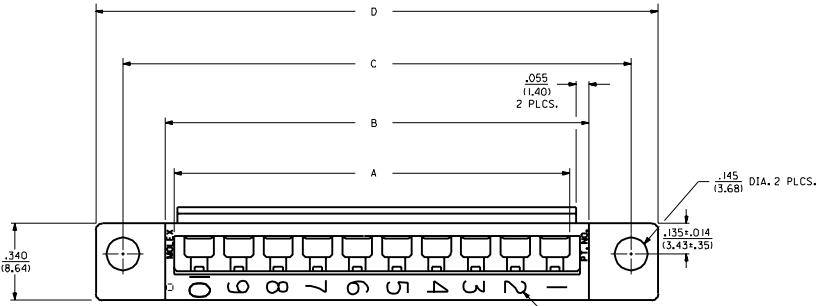 D
C
.055
(1.40)
2 PLCS.
B
A
.145
(3.68) DIA. 2 PLCS.
.135±.014
(3.43±.35)
.340
(8.64)
MOLEX
PT. NO.
10 9 8 7 6 5 4 3 2 1